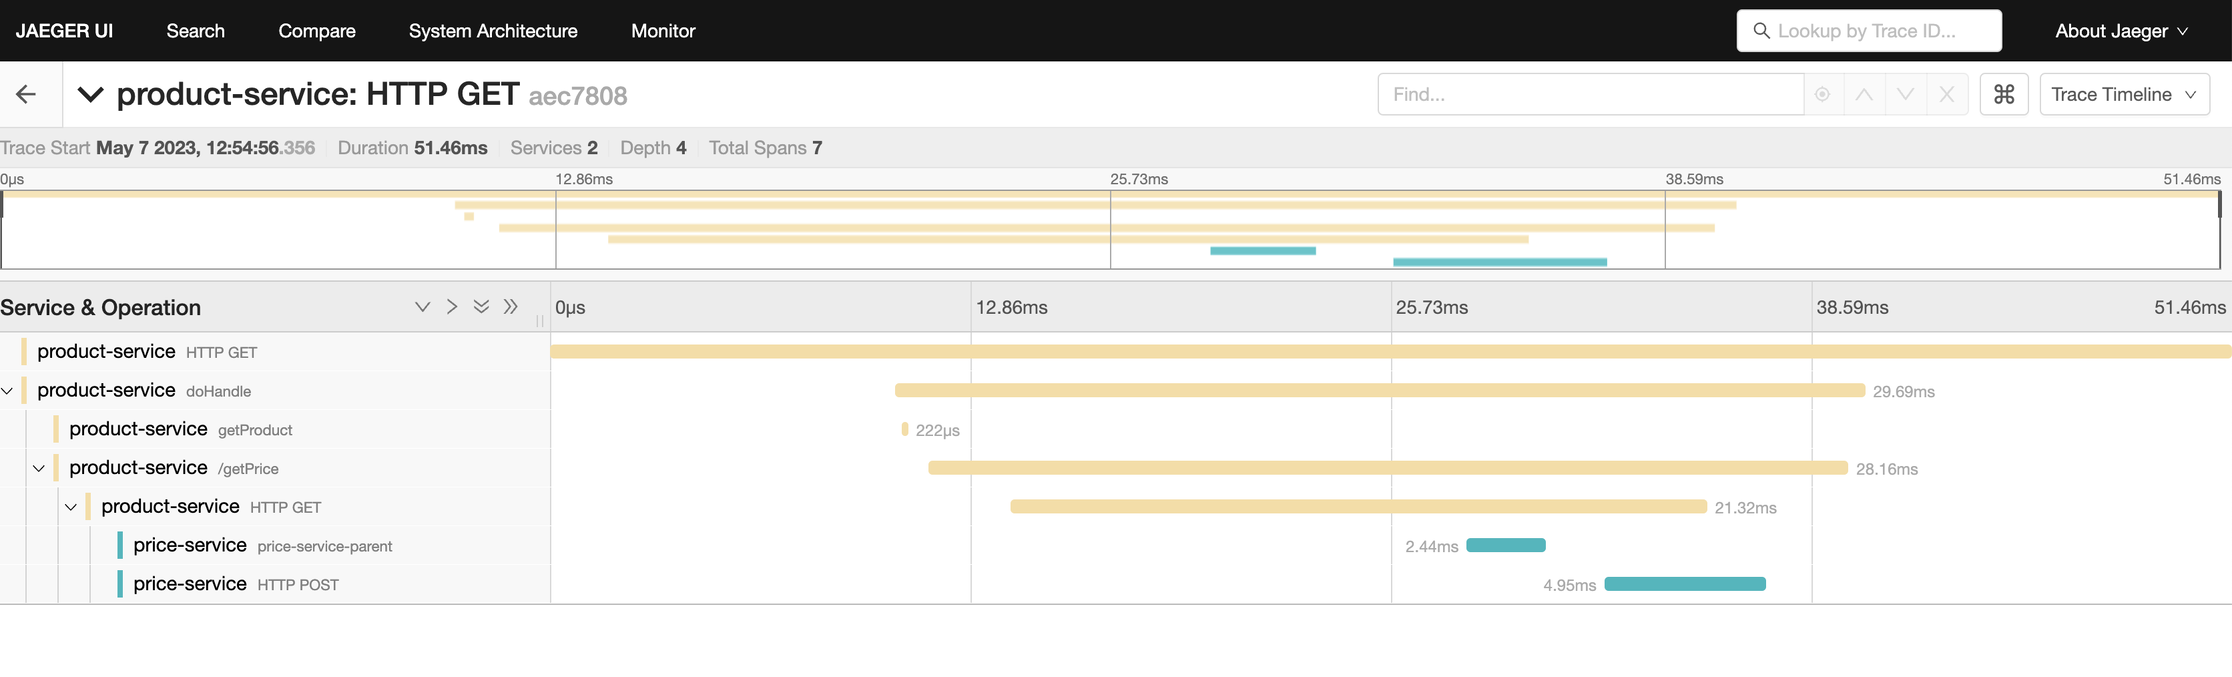 JAEGER UI Search Compare System Architecture Monitor Lookup by Trace ID... About Jaeger
product-service: HTTP GET aec7808 Find... Trace Timeline
Trace Start May 7 2023, 12:54:56.356 Duration 51.46ms Services 2 Depth 4 Total Spans 7
0μs 12.86ms 25.73ms 38.59ms 51.46ms
Service & Operation 0μs 12.86ms 25.73ms 38.59ms 51.46ms
product-service HTTP GET
product-service doHandle 29.69ms
product-service getProduct 222μs
product-service /getPrice 28.16ms
product-service HTTP GET 21.32ms
price-service price-service-parent 2.44ms
price-service HTTP POST 4.95ms